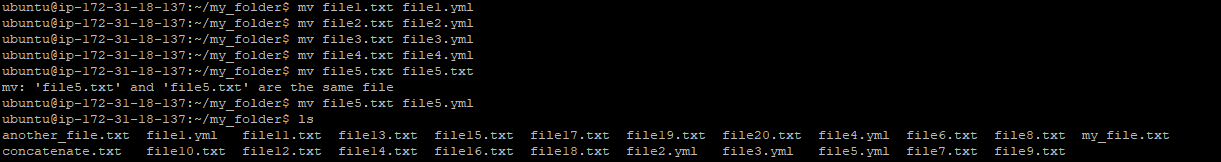 ubuntu@ip-172-31-18-137:~/my_folder$ mv file1.txt file1.yml
ubuntu@ip-172-31-18-137:~/my_folder$ mv file2.txt file2.yml
ubuntu@ip-172-31-18-137:~/my_folder$ mv file3.txt file3.yml
ubuntu@ip-172-31-18-137:~/my_folder$ mv file4.txt file4.yml
ubuntu@ip-172-31-18-137:~/my_folder$ mv file5.txt file5.txt
mv: 'file5.txt' and 'file5.txt' are the same file
ubuntu@ip-172-31-18-137:~/my_folder$ mv file5.txt file5.yml
ubuntu@ip-172-31-18-137:~/my_folder$ ls
another_file.txt  file1.yml   file11.txt  file13.txt  file15.txt  file17.txt  file19.txt  file20.txt  file4.yml  file6.txt  file8.txt  my_file.txt
concatenate.txt   file10.txt  file12.txt  file14.txt  file16.txt  file18.txt  file2.yml   file3.yml   file5.yml  file7.txt  file9.txt